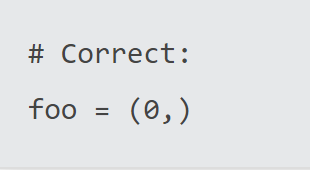 # Correct:
foo = (0,)